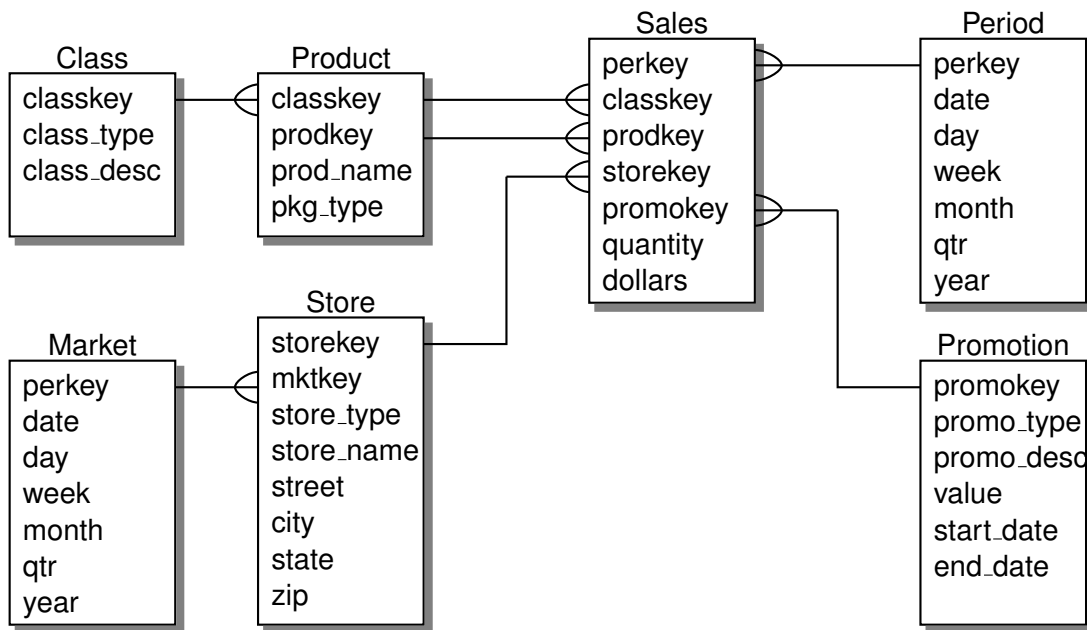 Class
classkey
class_type
class_desc
Product
classkey
prodkey
prod_name
pkg_type
Sales
perkey
classkey
prodkey
storekey
promokey
quantity
dollars
Period
perkey
date
day
week
month
qtr
year
Market
perkey
date
day
week
month
qtr
year
Store
storekey
mktkey
store_type
store_name
street
city
state
zip
Promotion
promokey
promo_type
promo_desc
value
start_date
end_date